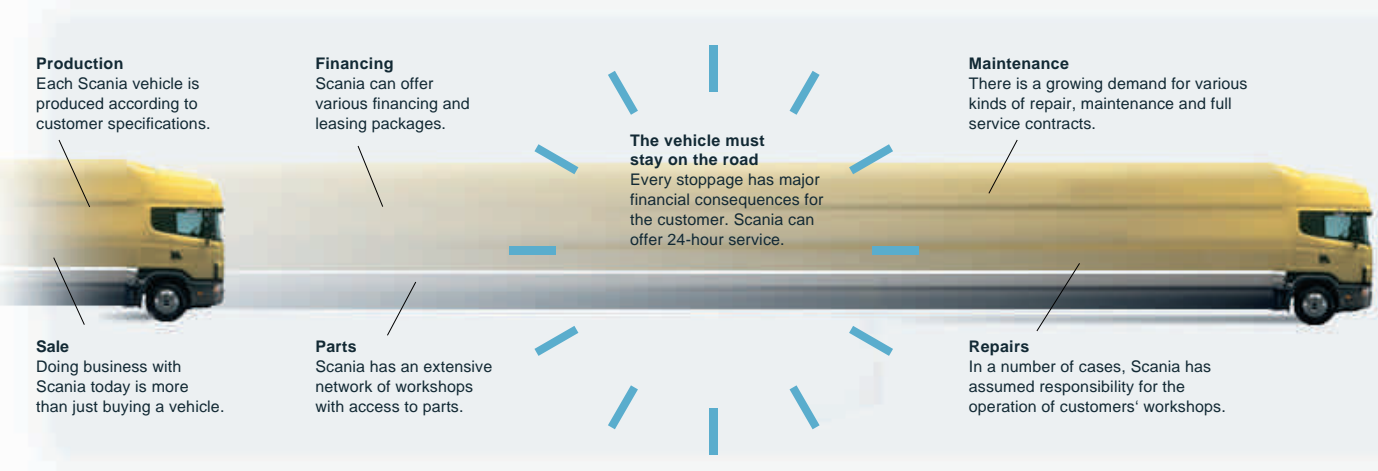 Production
Each Scania vehicle is
produced according to
customer specifications.
Financing
Scania can offer
various financing and
leasing packages.
The vehicle must
stay on the road
Every stoppage has major
financial consequences for
the customer. Scania can
offer 24-hour service.
Maintenance
There is a growing demand for various
kinds of repair, maintenance and full
service contracts.
Sale
Doing business with
Scania today is more
than just buying a vehicle.
Parts
Scania has an extensive
network of workshops
with access to parts.
Repairs
In a number of cases, Scania has
assumed responsibility for the
operation of customers‘ workshops.